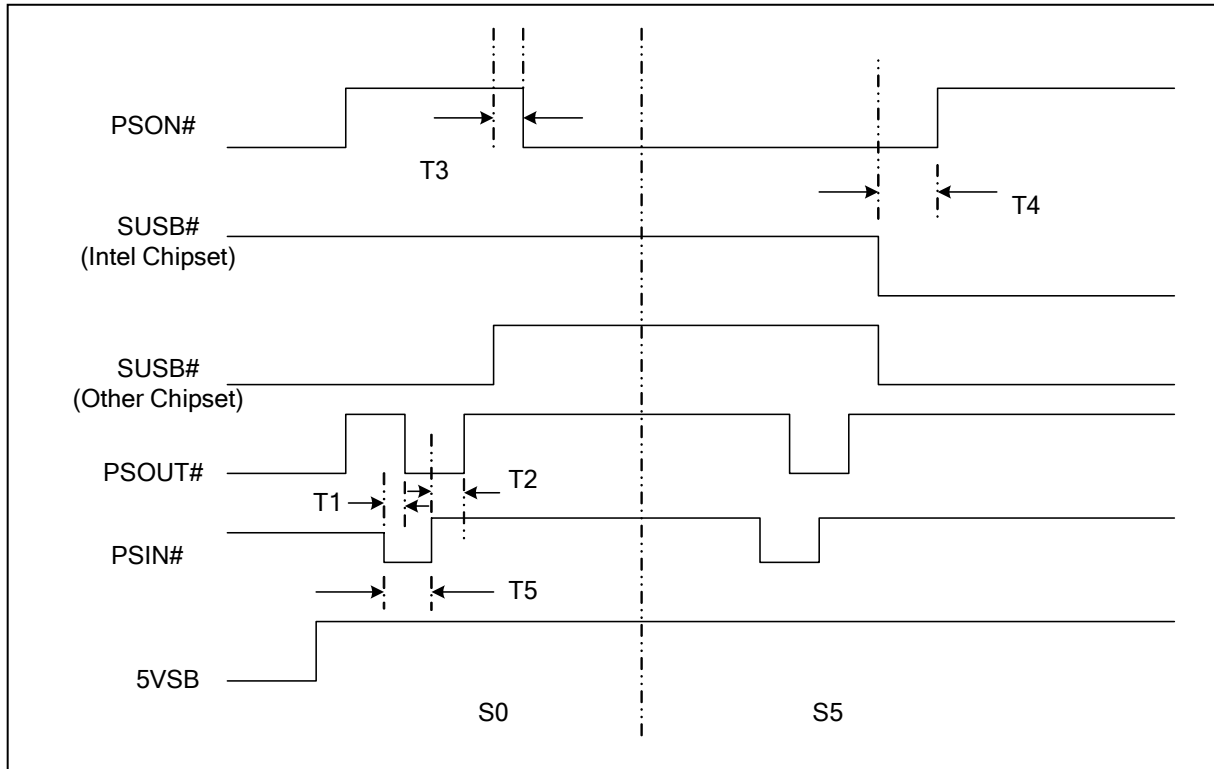 PSON#
T3
T4
SUSB#
(Intel Chipset)
SUSB#
(Other Chipset)
PSOUT#
T1
T2
PSIN#
T5
5VSB
S0
S5